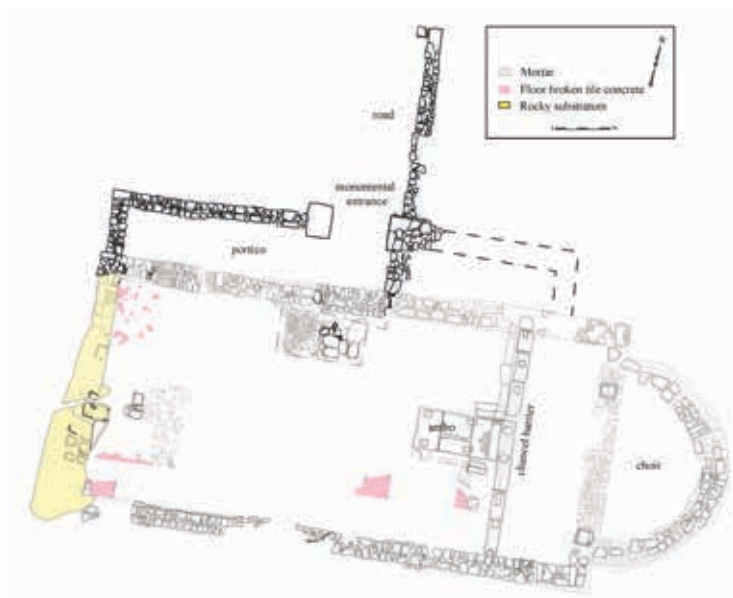 Mortar
Floor broken tile concrete
Rocky substratum
road
monumental
entrance
portico
ambo
chancel barrier
choir